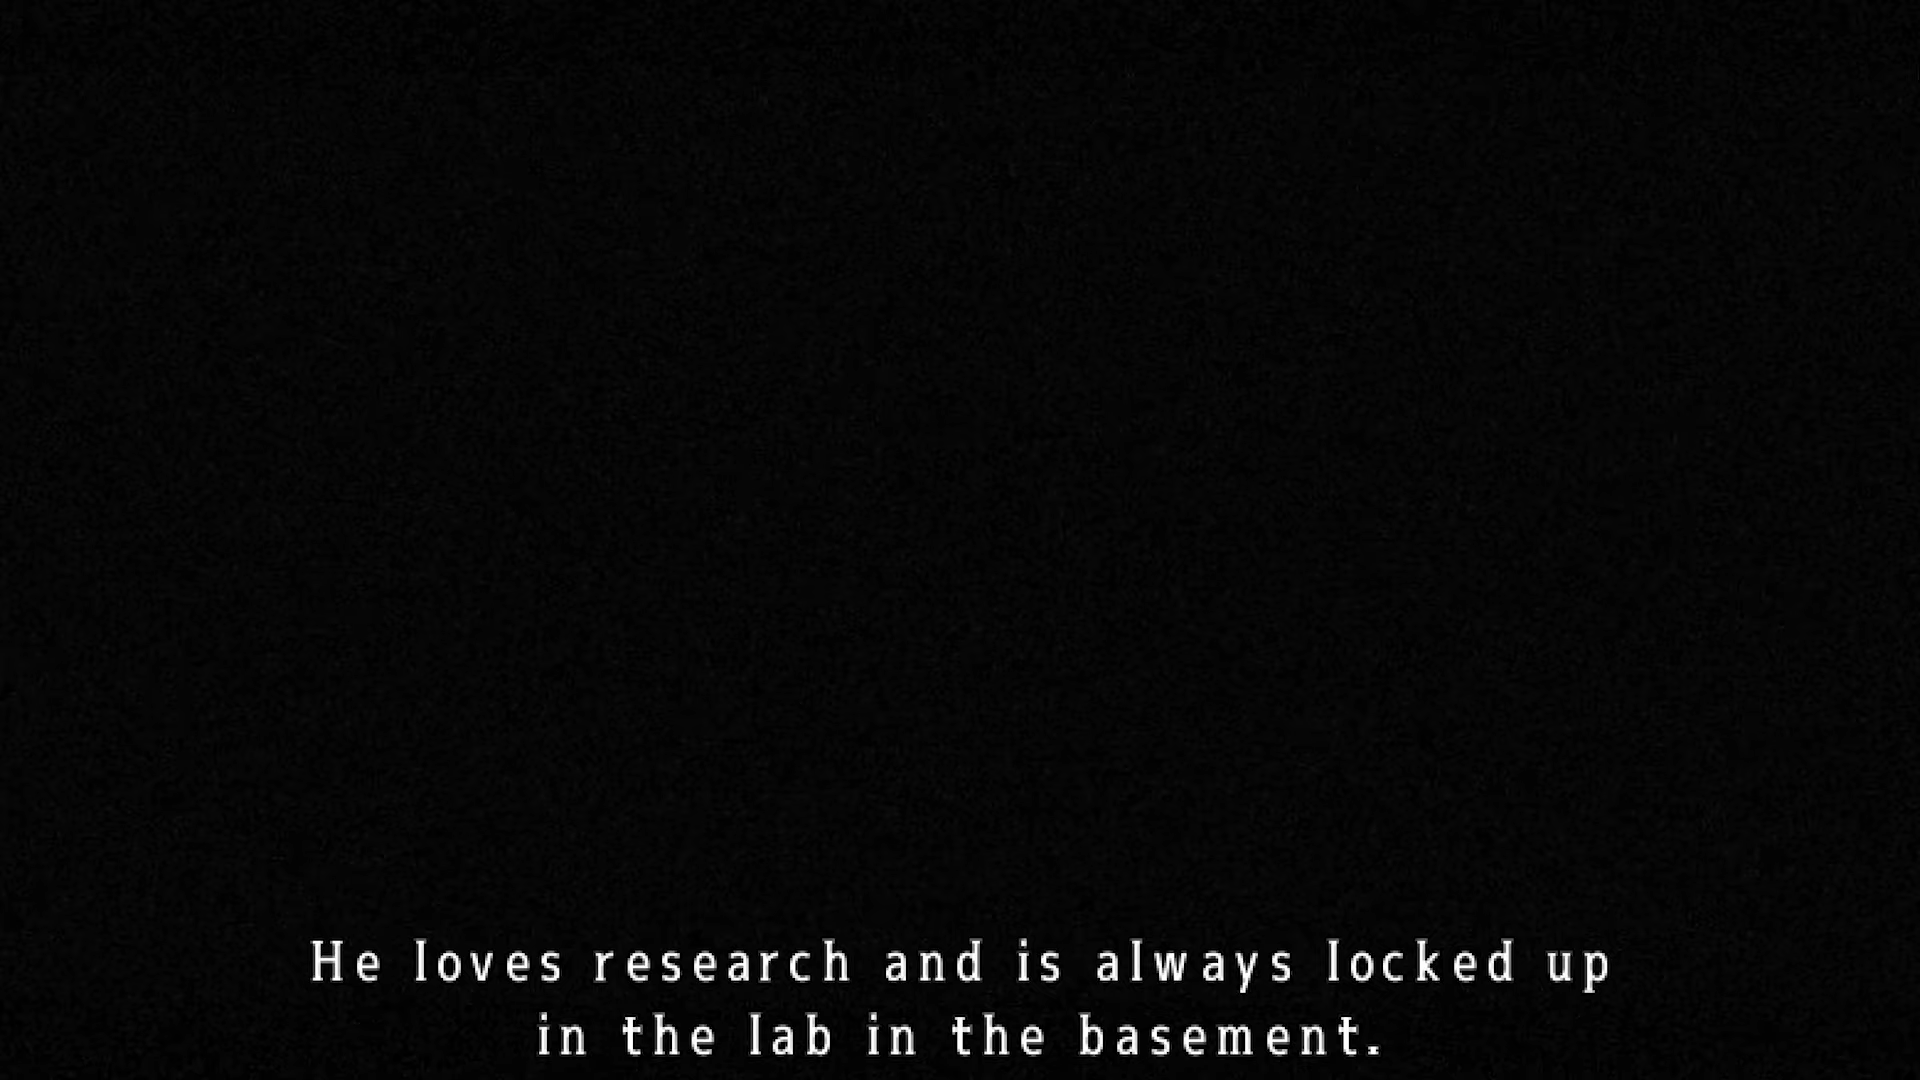 He loves research and is always locked up
in the lab in the basement.